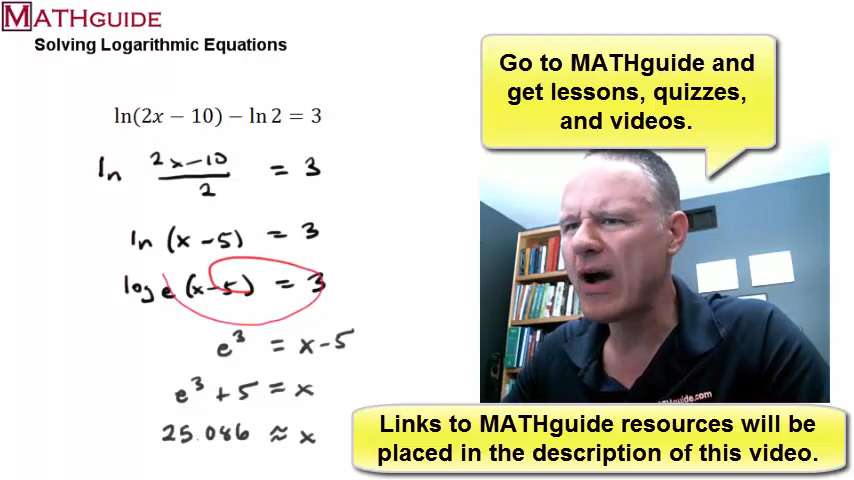 MATHGUIDE
Solving Logarithmic Equations
ln(2x − 10) − ln 2 = 3
ln (2x−10)/2 = 3
ln (x−5) = 3
log e (x−5) = 3
e³ = x−5
e³ + 5 = x
25.086 ≈ x
Go to MATHguide and
get lessons, quizzes,
and videos.
THguide.com
Links to MATHguide resources will be
placed in the description of this video.